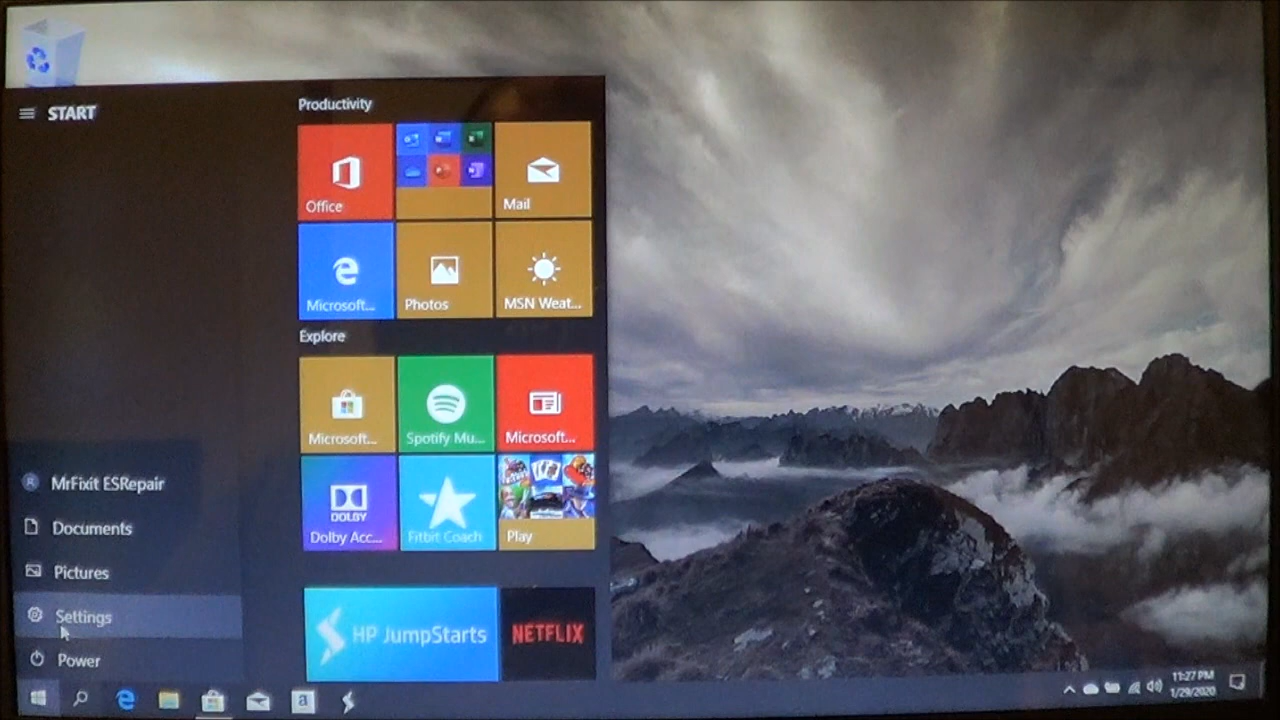 START
Productivity
Office
Mail
Microsoft...
Photos
MSN Weat...
Explore
Microsoft...
Spotify Mu...
Microsoft...
DOLBY
Dolby Acc...
Fitbit Coach
Play
HP JumpStarts
NETFLIX
MrFixit ESRepair
Documents
Pictures
Settings
Power
a
11:27 PM
1/29/2020